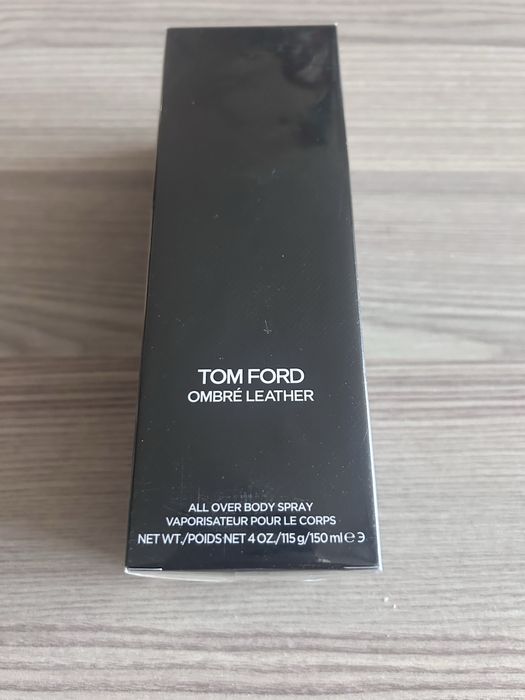 TOM FORD
OMBRÉ LEATHER
ALL OVER BODY SPRAY
VAPORISATEUR POUR LE CORPS
NET WT./POIDS NET 4 OZ./115 g/150 ml ℮ ᴈ